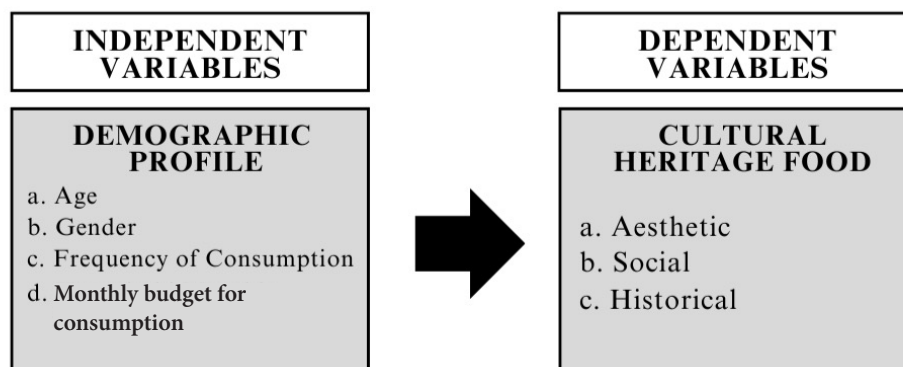 INDEPENDENT
VARIABLES
DEMOGRAPHIC
PROFILE
a. Age
b. Gender
c. Frequency of Consumption
d. Monthly budget for
consumption
DEPENDENT
VARIABLES
CULTURAL
HERITAGE FOOD
a. Aesthetic
b. Social
c. Historical